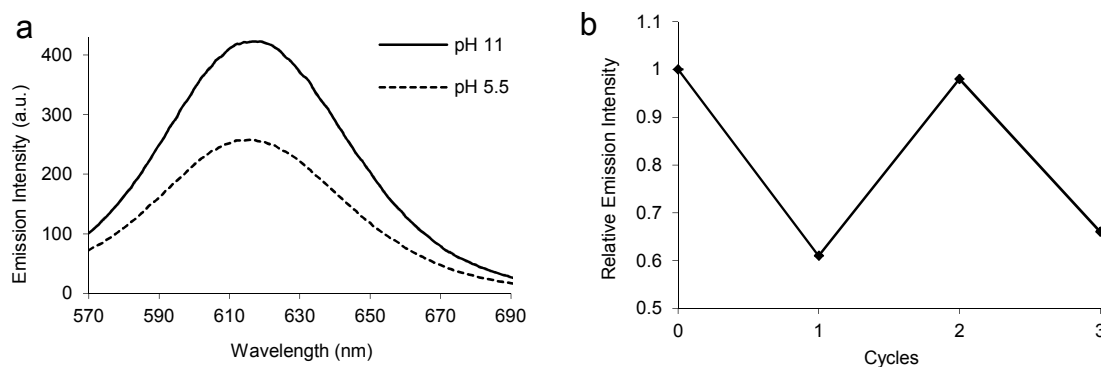 a
pH 11
pH 5.5
Emission Intensity (a.u.)
400
300
200
100
0
570 590 610 630 650 670 690
Wavelength (nm)
b
Relative Emission Intensity
1.1
1
0.9
0.8
0.7
0.6
0.5
0 1 2 3
Cycles